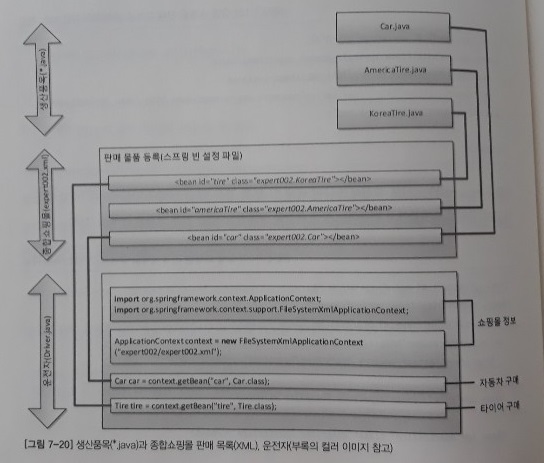 Car.java
AmericaTire.java
KoreaTire.java
생산품목(*.java)
판매 물품 등록(스프링 빈 설정 파일)
<bean id="tire" class="expert002.KoreaTire"></bean>
<bean id="americaTire" class="expert002.AmericaTire"></bean>
<bean id="car" class="expert002.Car"></bean>
종합쇼핑몰(expert002.xml)
import org.springframework.context.ApplicationContext;
import org.springframework.context.support.FileSystemXmlApplicationContext;
쇼핑몰 정보
ApplicationContext context = new FileSystemXmlApplicationContext
("expert002/expert002.xml");
Car car = context.getBean("car", Car.class);
자동차 구매
Tire tire = context.getBean("tire", Tire.class);
타이어 구매
운전자(Driver.java)
[그림 7-20] 생산품목(*.java)과 종합쇼핑몰 판매 목록(XML), 운전자(부록의 컬러 이미지 참고)